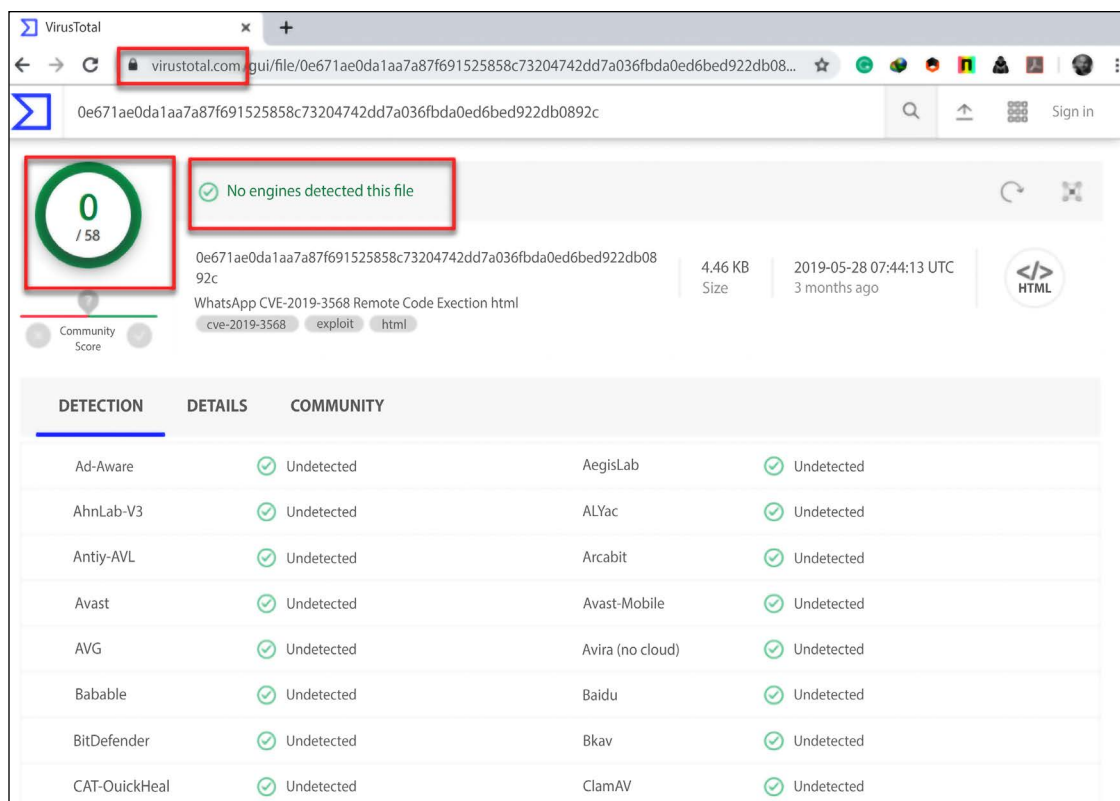 VirusTotal
virustotal.com/gui/file/0e671ae0da1aa7a87f691525858c73204742dd7a036fbda0ed6bed922db08...
0e671ae0da1aa7a87f691525858c73204742dd7a036fbda0ed6bed922db0892c
Sign in
0
/ 58
No engines detected this file
0e671ae0da1aa7a87f691525858c73204742dd7a036fbda0ed6bed922db08
92c
WhatsApp CVE-2019-3568 Remote Code Exection html
cve-2019-3568 exploit html
4.46 KB
Size
2019-05-28 07:44:13 UTC
3 months ago
</>
HTML
?
Community
Score
DETECTION DETAILS COMMUNITY
Ad-Aware Undetected AegisLab Undetected
AhnLab-V3 Undetected ALYac Undetected
Antiy-AVL Undetected Arcabit Undetected
Avast Undetected Avast-Mobile Undetected
AVG Undetected Avira (no cloud) Undetected
Babable Undetected Baidu Undetected
BitDefender Undetected Bkav Undetected
CAT-OuickHeal Undetected ClamAV Undetected